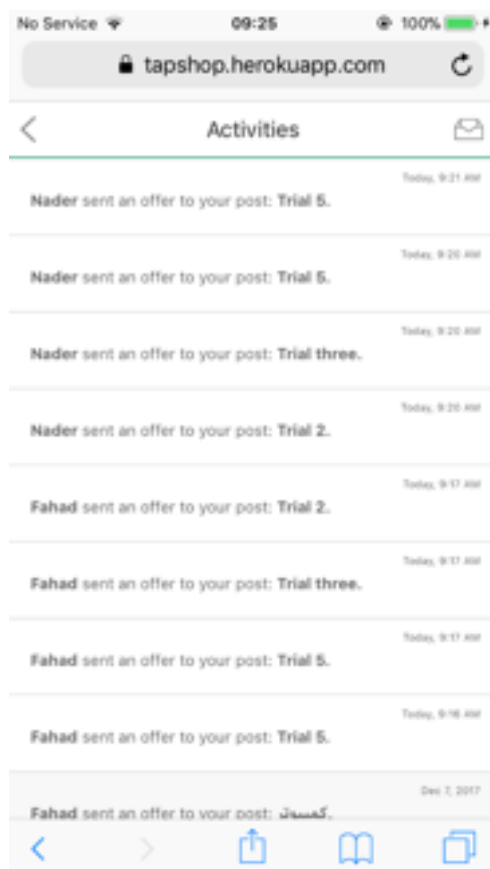 No Service 09:25 100%
tapshop.herokuapp.com
Activities
Today, 9:21 AM
Nader sent an offer to your post: Trial 5.
Today, 9:20 AM
Nader sent an offer to your post: Trial 5.
Today, 9:20 AM
Nader sent an offer to your post: Trial three.
Today, 9:20 AM
Nader sent an offer to your post: Trial 2.
Today, 9:17 AM
Fahad sent an offer to your post: Trial 2.
Today, 9:17 AM
Fahad sent an offer to your post: Trial three.
Today, 9:17 AM
Fahad sent an offer to your post: Trial 5.
Today, 9:16 AM
Fahad sent an offer to your post: Trial 5.
Dec 7, 2017
Fahad sent an offer to your post: